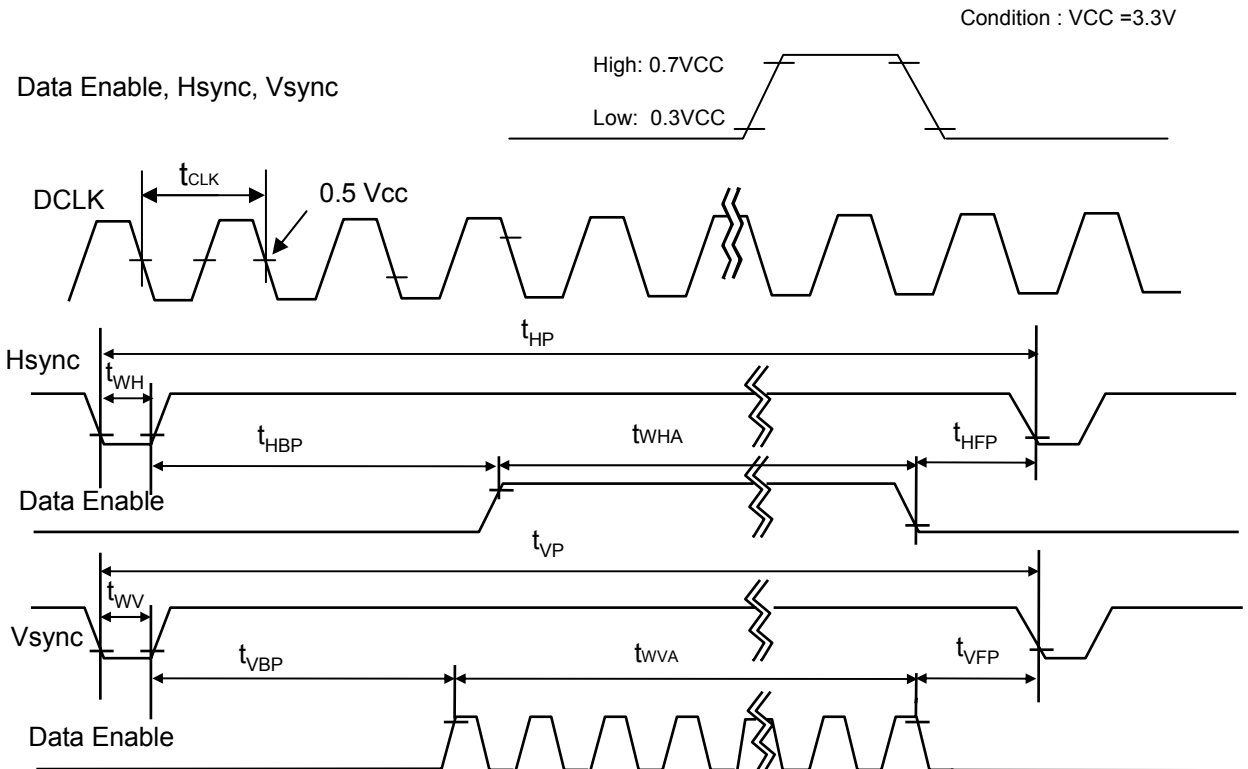 Condition : VCC =3.3V
High: 0.7VCC
Data Enable, Hsync, Vsync
Low: 0.3VCC
tCLK
0.5 Vcc
DCLK
tHP
Hsync
tWH
tHBP
tWHA
tHFP
Data Enable
tVP
tWV
Vsync
tVBP
tWVA
tVFP
Data Enable